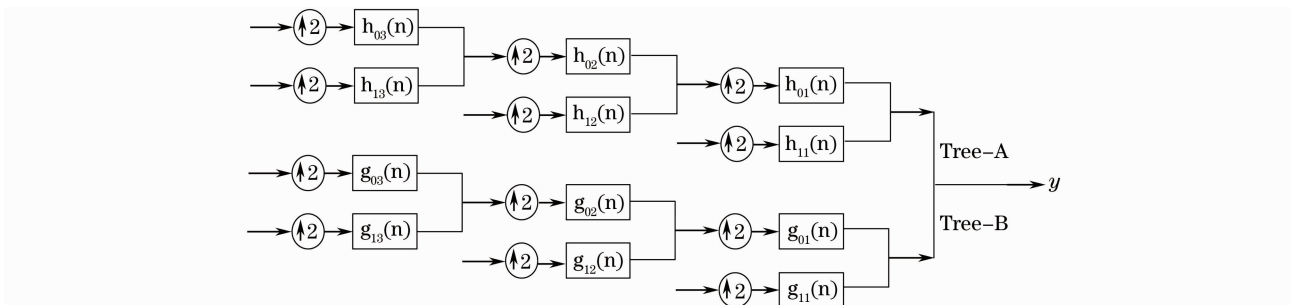 ↑2 h₀₃(n)
↑2 h₁₃(n)
↑2 h₀₂(n)
↑2 h₁₂(n)
↑2 h₀₁(n)
↑2 h₁₁(n)
Tree-A
y
Tree-B
↑2 g₀₃(n)
↑2 g₁₃(n)
↑2 g₀₂(n)
↑2 g₁₂(n)
↑2 g₀₁(n)
↑2 g₁₁(n)